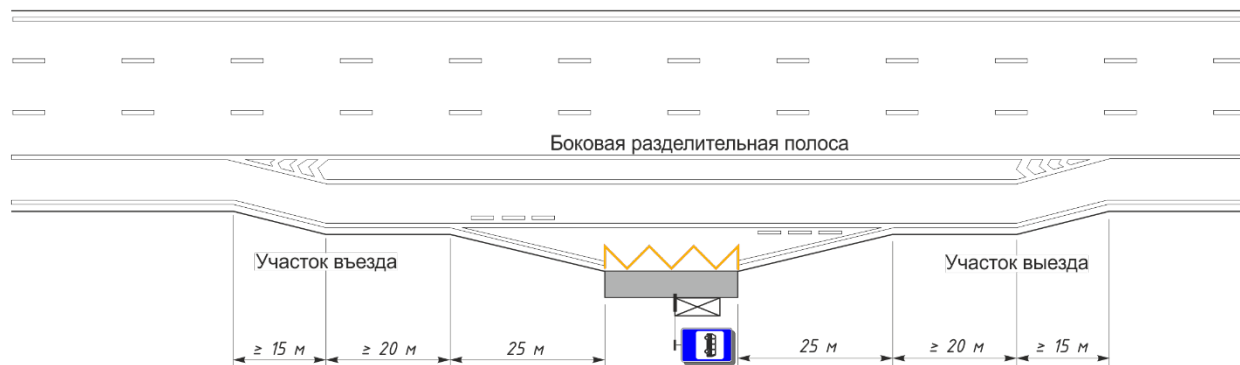 Боковая разделительная полоса
Участок въезда
Участок выезда
≥ 15 м
≥ 20 м
25 м
25 м
≥ 20 м
≥ 15 м